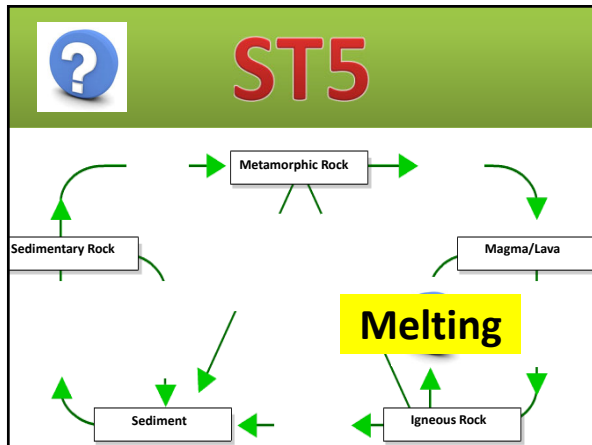 ?
ST5
Metamorphic Rock
Sedimentary Rock
Magma/Lava
Melting
Sediment
Igneous Rock